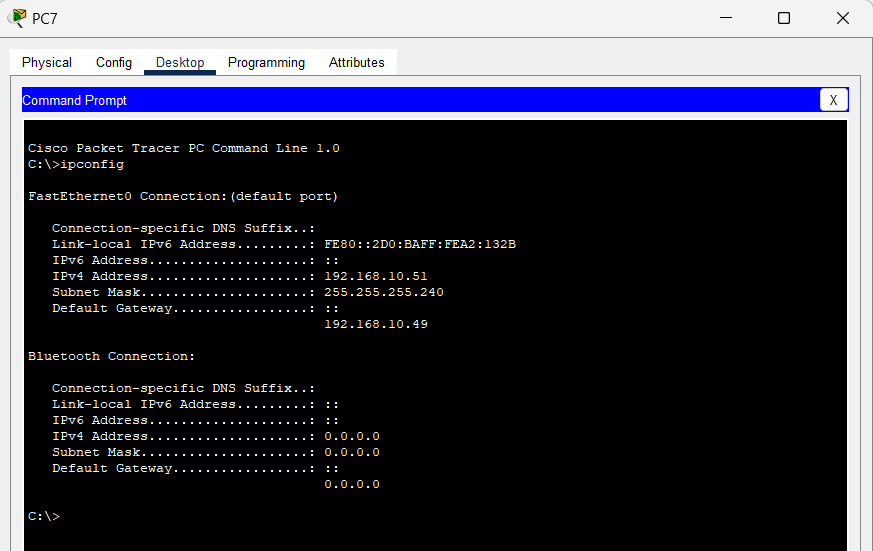 PC7
Physical Config Desktop Programming Attributes
Command Prompt X
Cisco Packet Tracer PC Command Line 1.0
C:\>ipconfig
FastEthernet0 Connection:(default port)
Connection-specific DNS Suffix..:
Link-local IPv6 Address.........: FE80::2D0:BAFF:FEA2:132B
IPv6 Address....................: ::
IPv4 Address....................: 192.168.10.51
Subnet Mask.....................: 255.255.255.240
Default Gateway.................: ::
192.168.10.49
Bluetooth Connection:
Connection-specific DNS Suffix..:
Link-local IPv6 Address.........: ::
IPv6 Address....................: ::
IPv4 Address....................: 0.0.0.0
Subnet Mask.....................: 0.0.0.0
Default Gateway.................: ::
0.0.0.0
C:\>